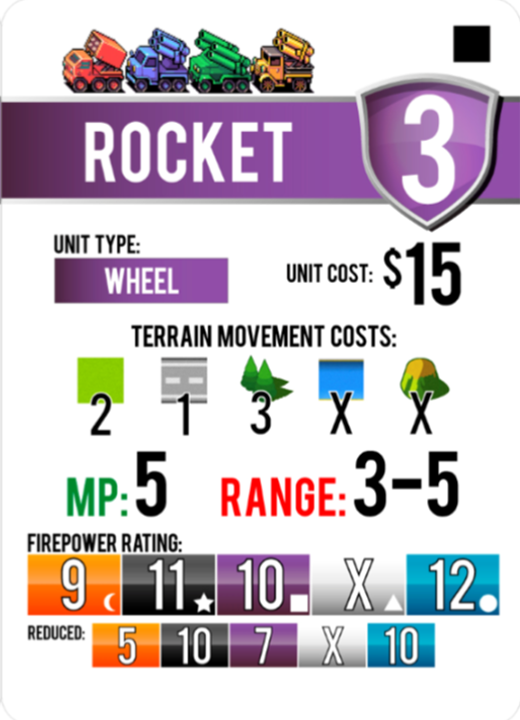 ROCKET
3
UNIT TYPE:
WHEEL
UNIT COST: $15
TERRAIN MOVEMENT COSTS:
2 1 3 X X
MP: 5 RANGE: 3-5
FIREPOWER RATING:
9 11 10 X 12
REDUCED: 5 10 7 X 10